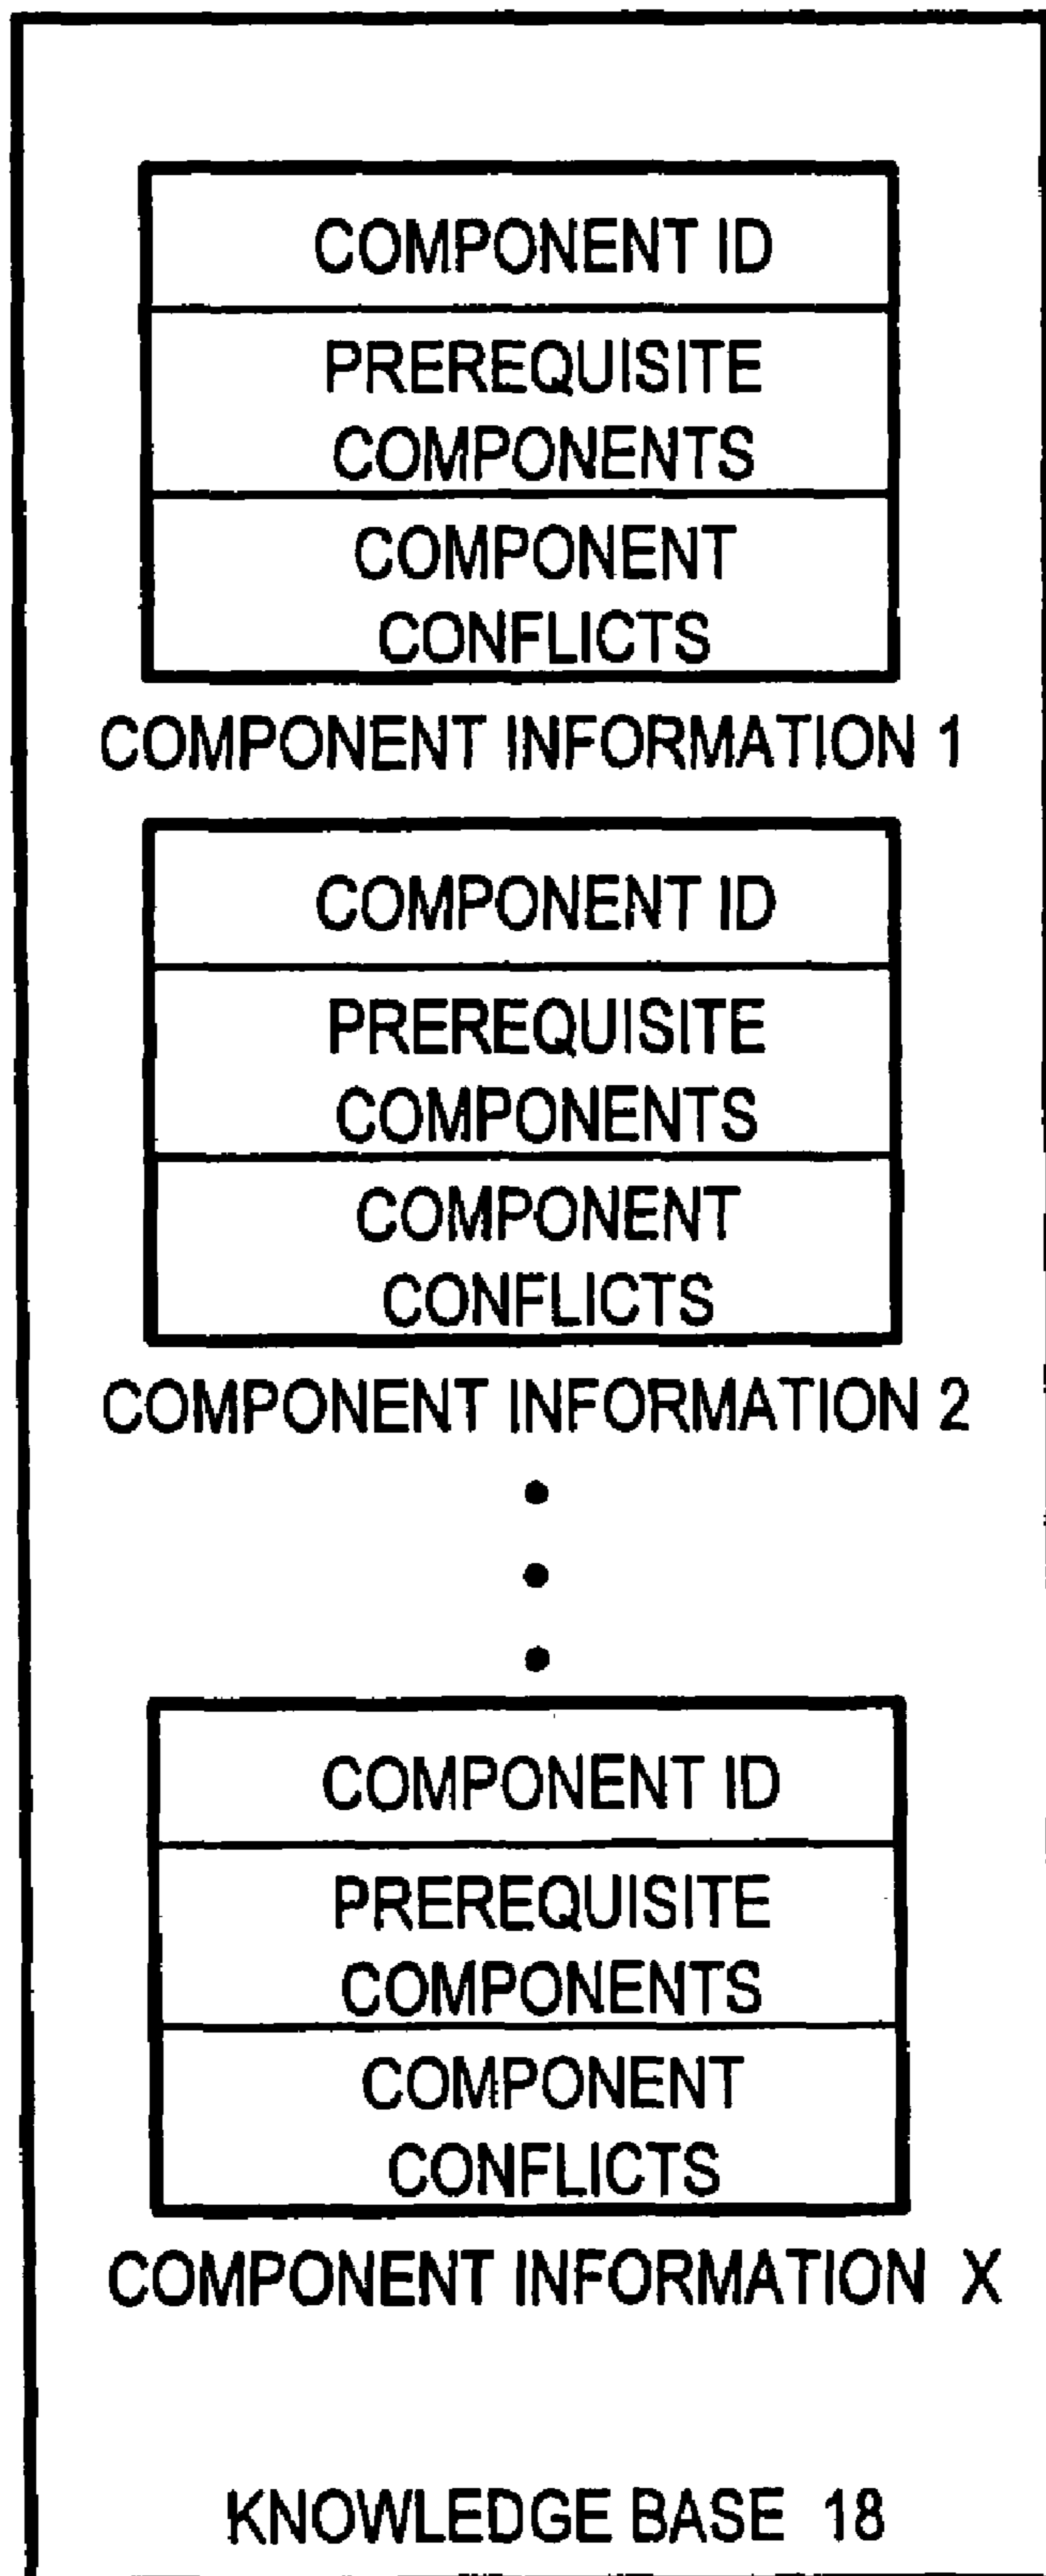 COMPONENT ID
PREREQUISITE
COMPONENTS
COMPONENT
CONFLICTS
COMPONENT INFORMATION 1
COMPONENT ID
PREREQUISITE
COMPONENTS
COMPONENT
CONFLICTS
COMPONENT INFORMATION 2
COMPONENT ID
PREREQUISITE
COMPONENTS
COMPONENT
CONFLICTS
COMPONENT INFORMATION X
KNOWLEDGE BASE 18